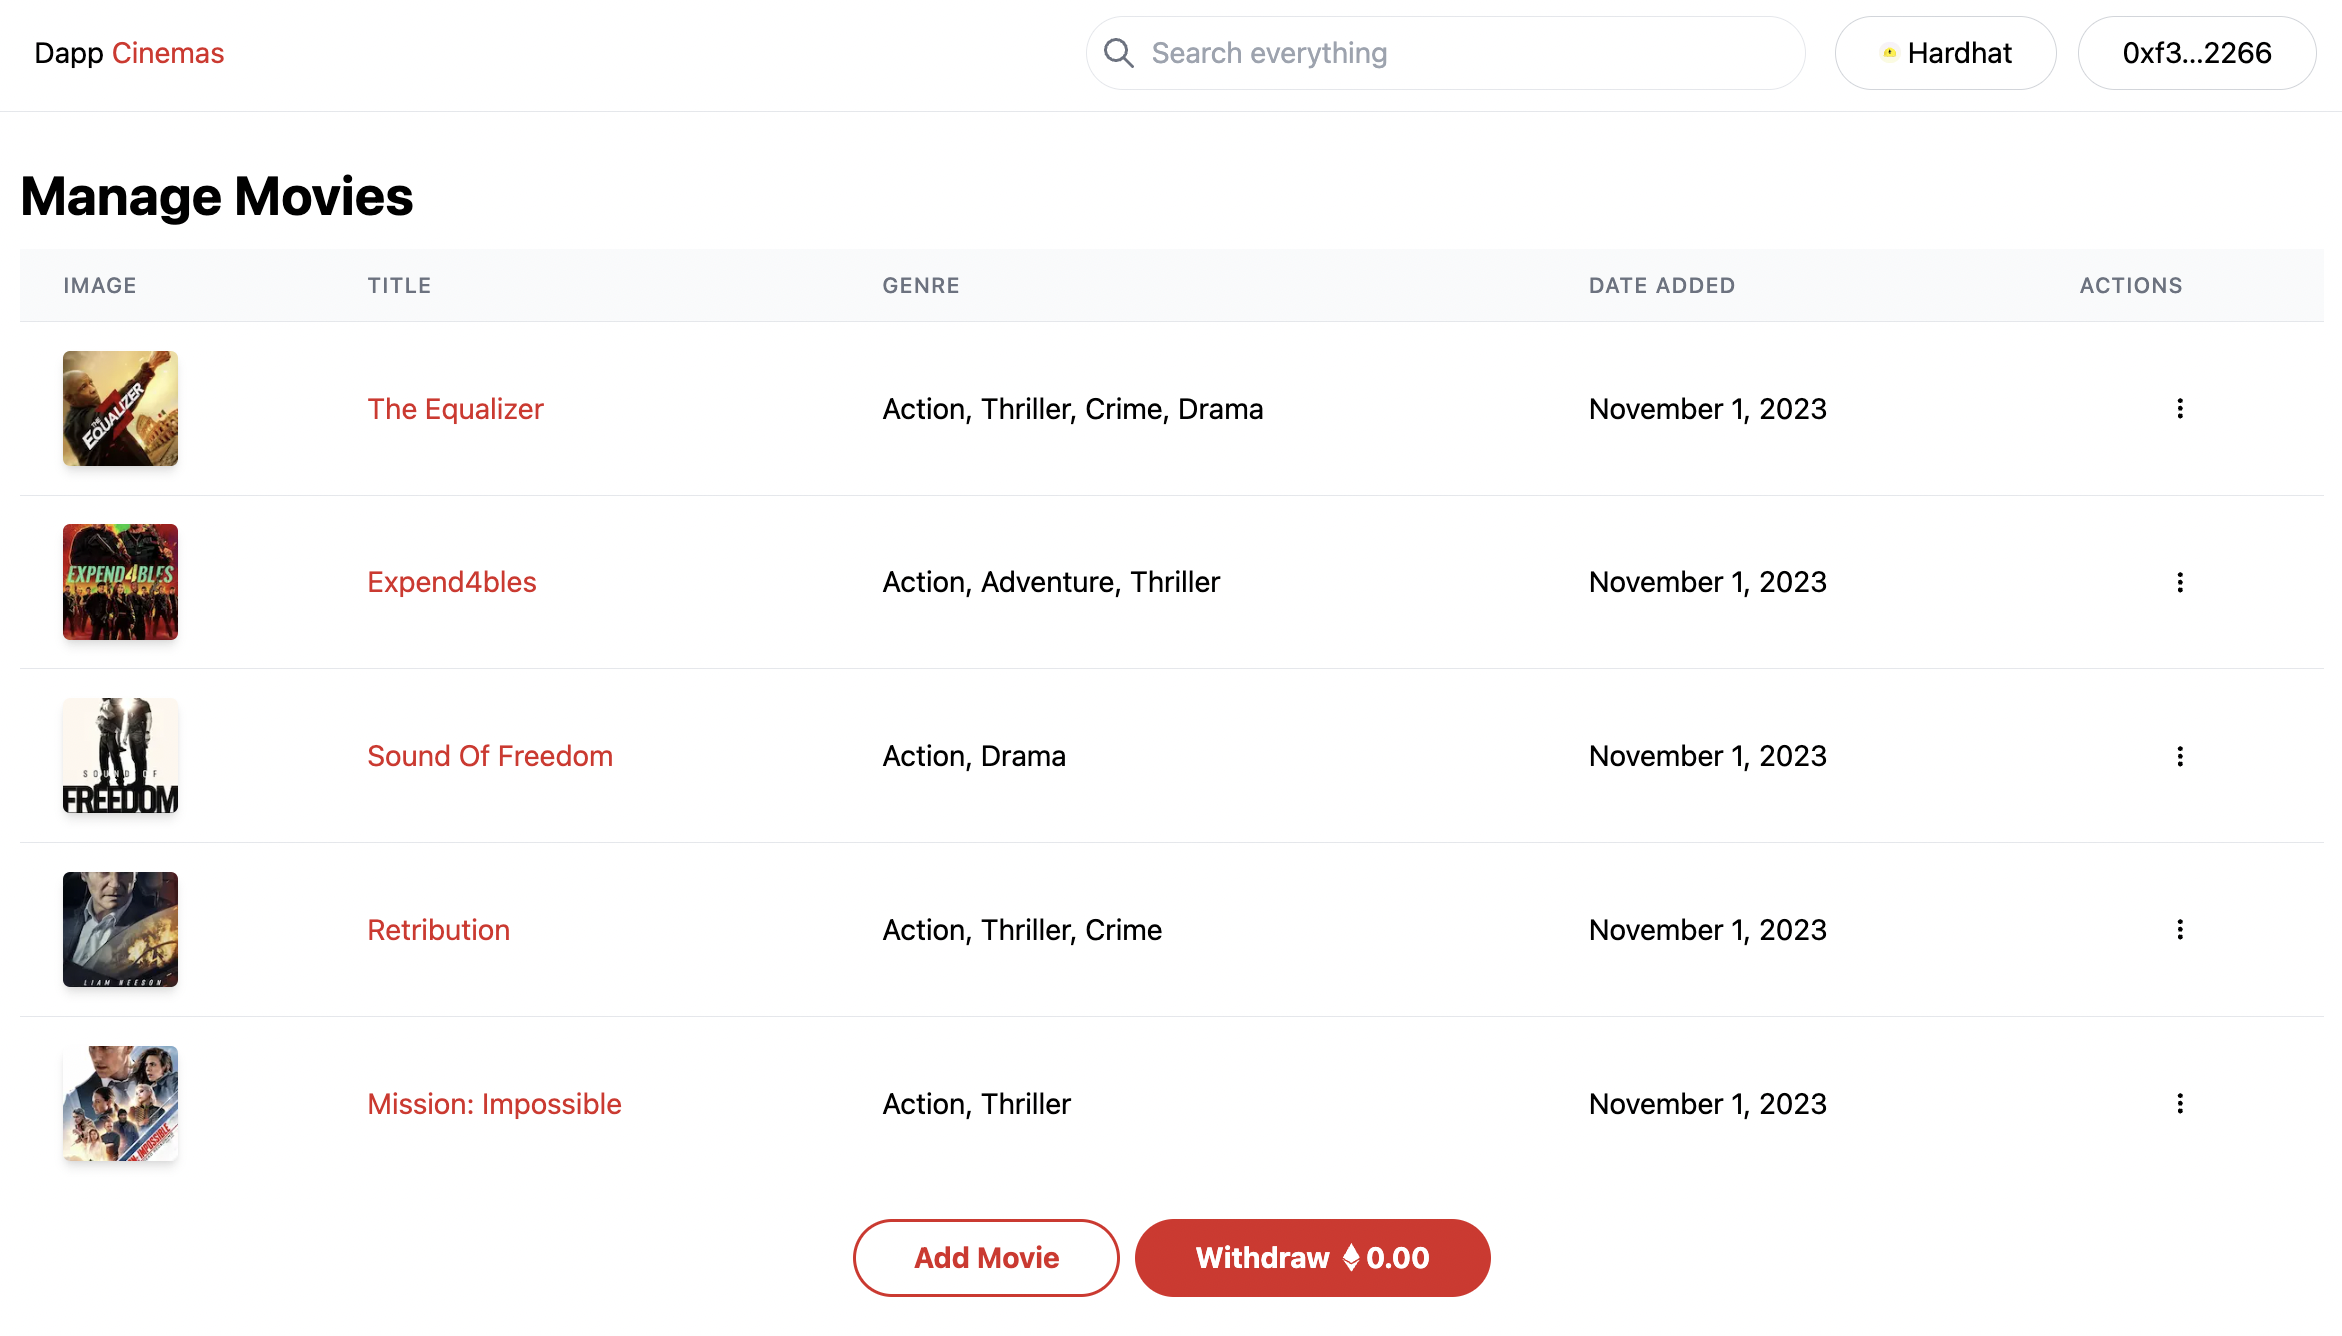 Dapp Cinemas
Search everything
Hardhat
0xf3...2266
Manage Movies
IMAGE TITLE GENRE DATE ADDED ACTIONS
THE EQUALIZER
The Equalizer Action, Thriller, Crime, Drama November 1, 2023
EXPEND4BLES
Expend4bles Action, Adventure, Thriller November 1, 2023
SOUND OF
FREEDOM
Sound Of Freedom Action, Drama November 1, 2023
LIAM NEESON
Retribution Action, Thriller, Crime November 1, 2023
IMPOSSIBLE
Mission: Impossible Action, Thriller November 1, 2023
Add Movie
Withdraw 0.00